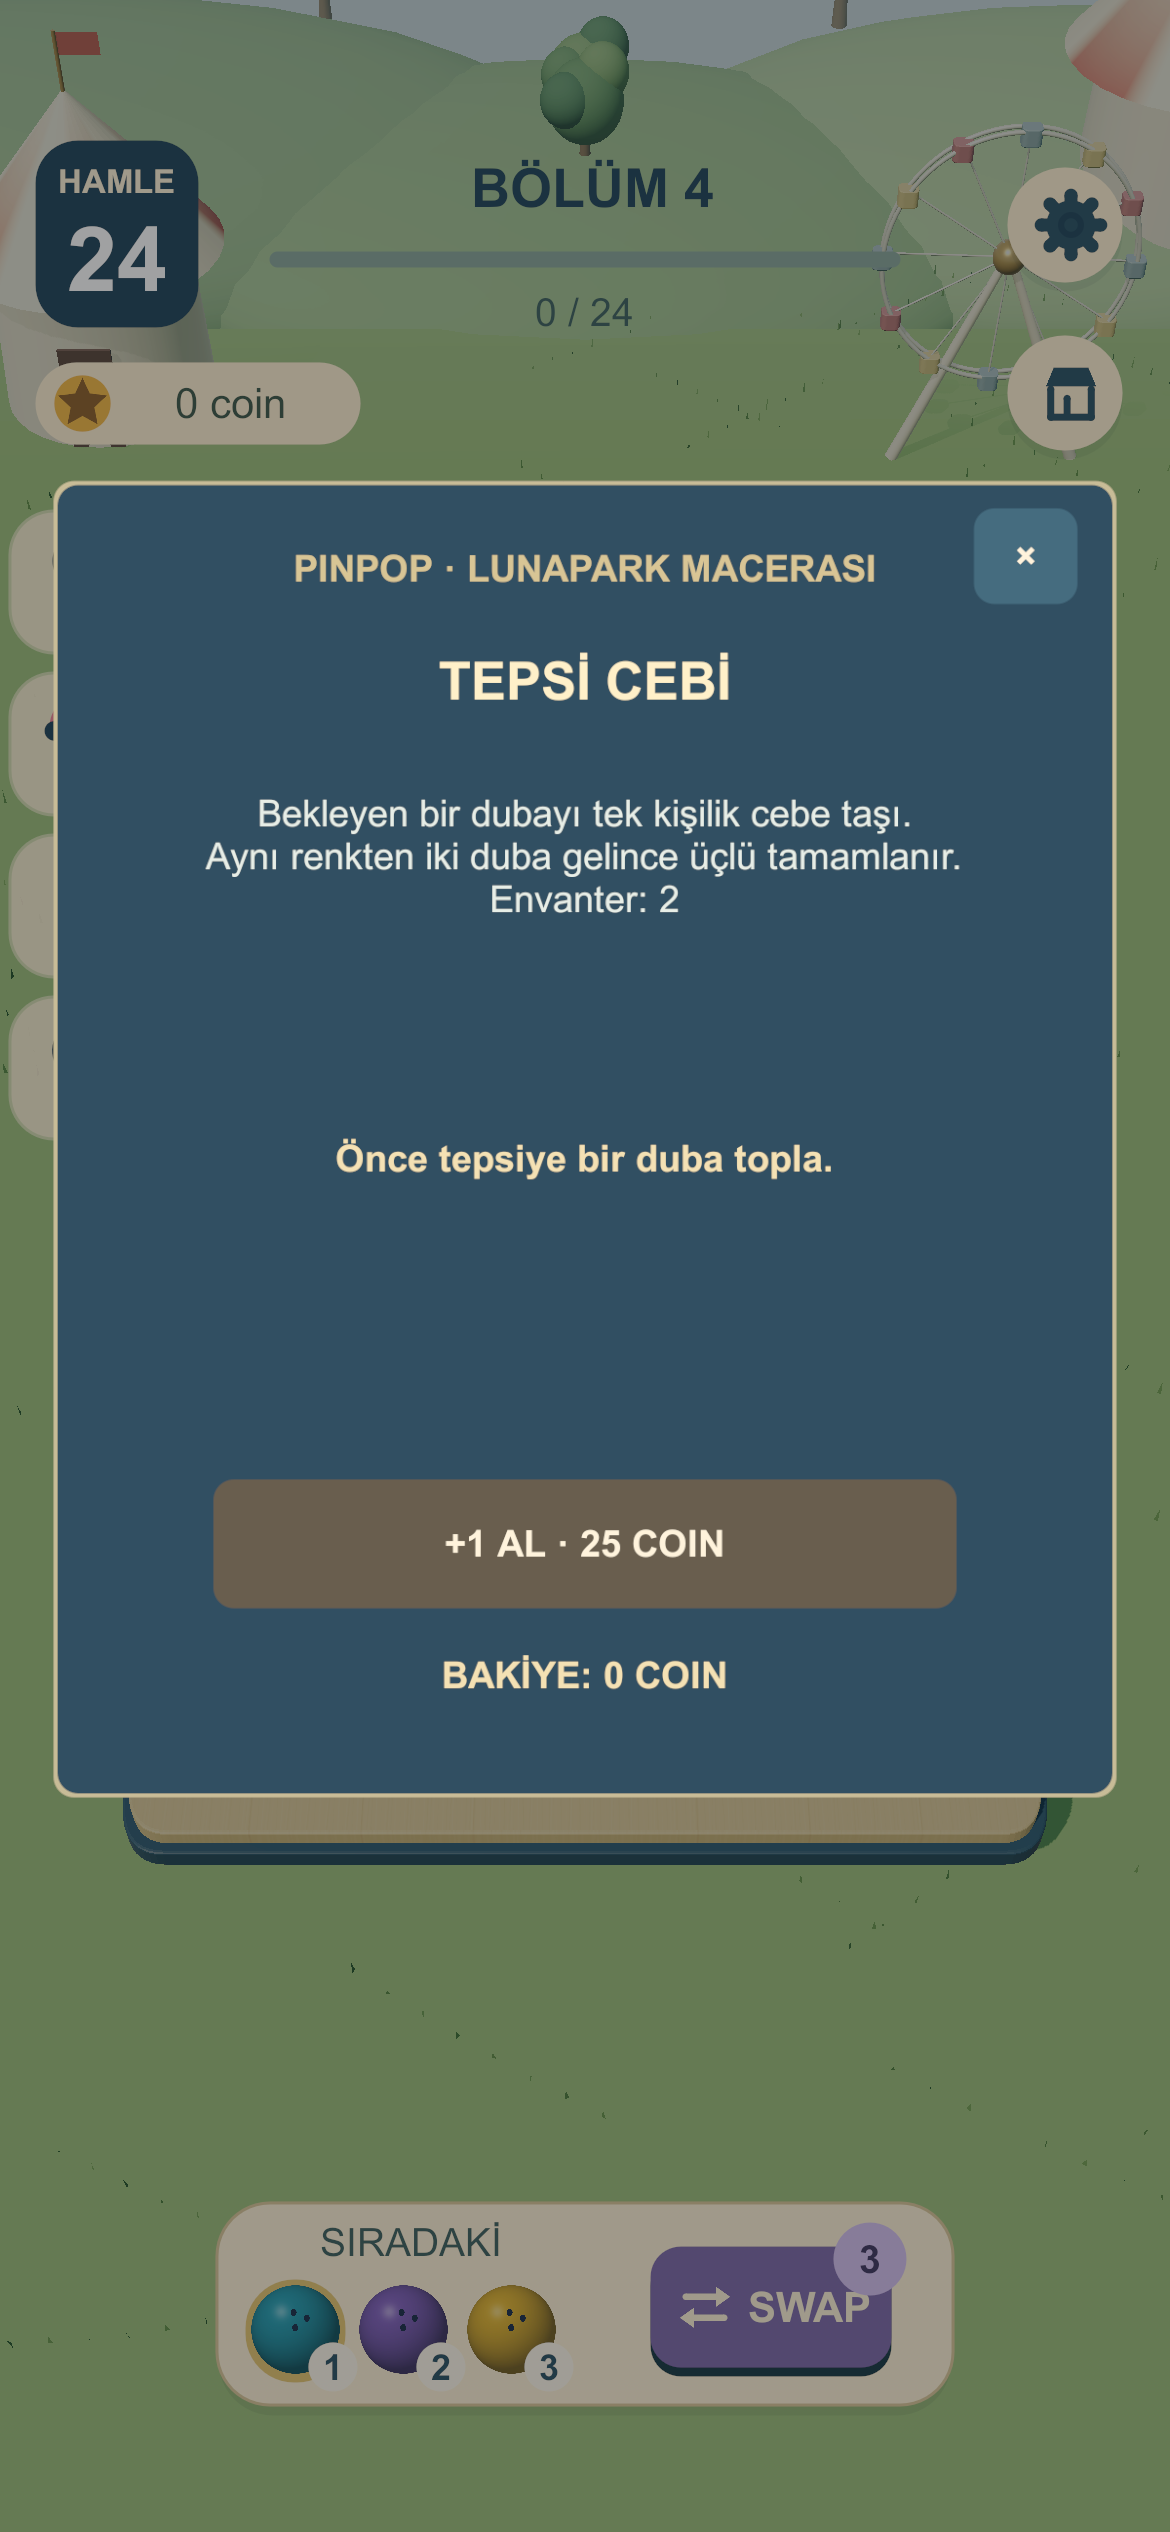 HAMLE
24
BÖLÜM 4
0 / 24
0 coin
PINPOP · LUNAPARK MACERASI
×
TEPSİ CEBİ
Bekleyen bir dubayı tek kişilik cebe taşı.
Aynı renkten iki duba gelince üçlü tamamlanır.
Envanter: 2
Önce tepsiye bir duba topla.
+1 AL · 25 COIN
BAKİYE: 0 COIN
SIRADAKİ
1
2
3
SWAP
3